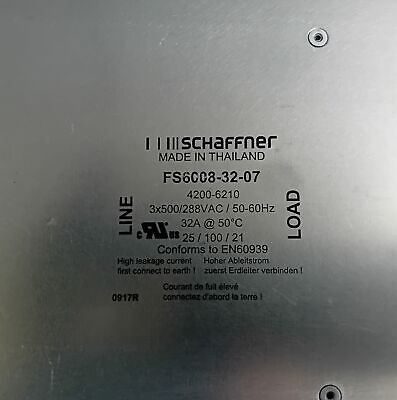 SCHAFFNER
MADE IN THAILAND
FS6008-32-07
4200-6210
3x500/288VAC / 50-60Hz
32A @ 50°C
25 / 100 / 21
Conforms to EN60939
LINE
LOAD
c UR us
High leakage current Hoher Ableitstrom
first connect to earth ! zuerst Erdleiter verbinden !
Courant de fuit élevé
0917R connectez d'abord la terre !